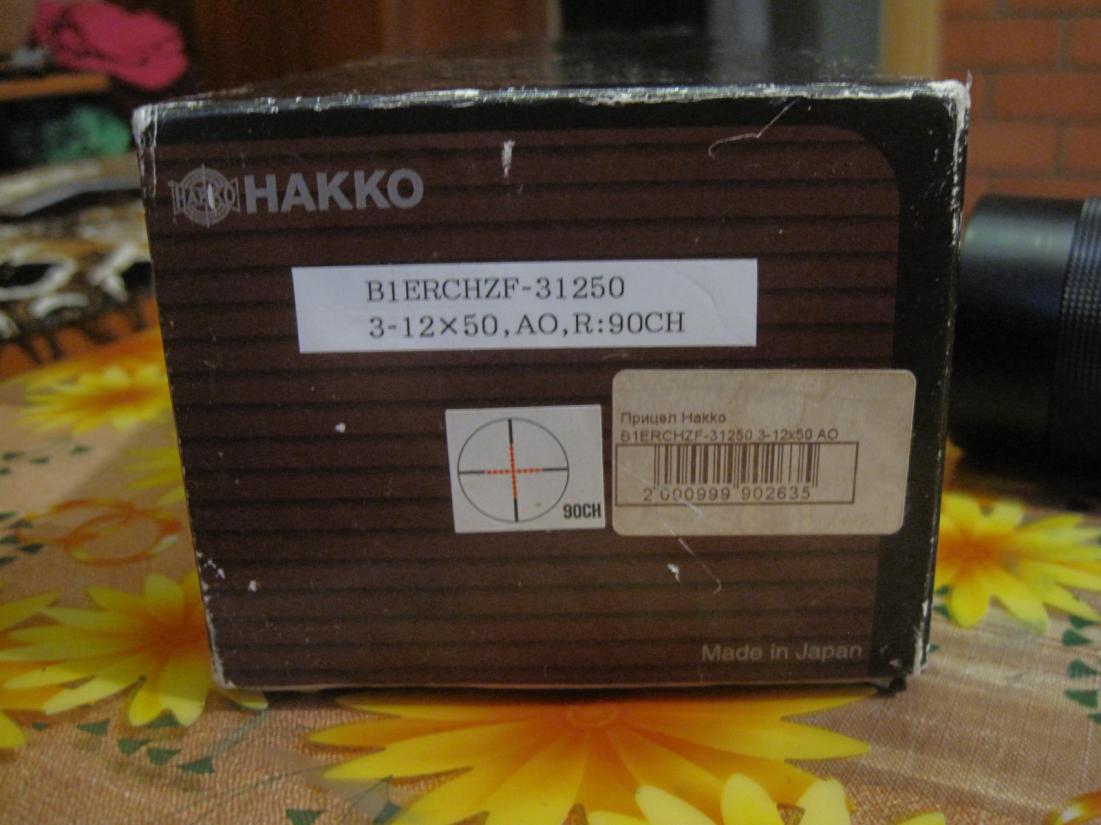 HAKKO HAKKO
B1ERCHZF-31250
3-12×50,AO,R:90CH
Прицел Hakko
B1ERCHZF-31250 3-12x50 AO
2 000999 902635
90CH
Made in Japan